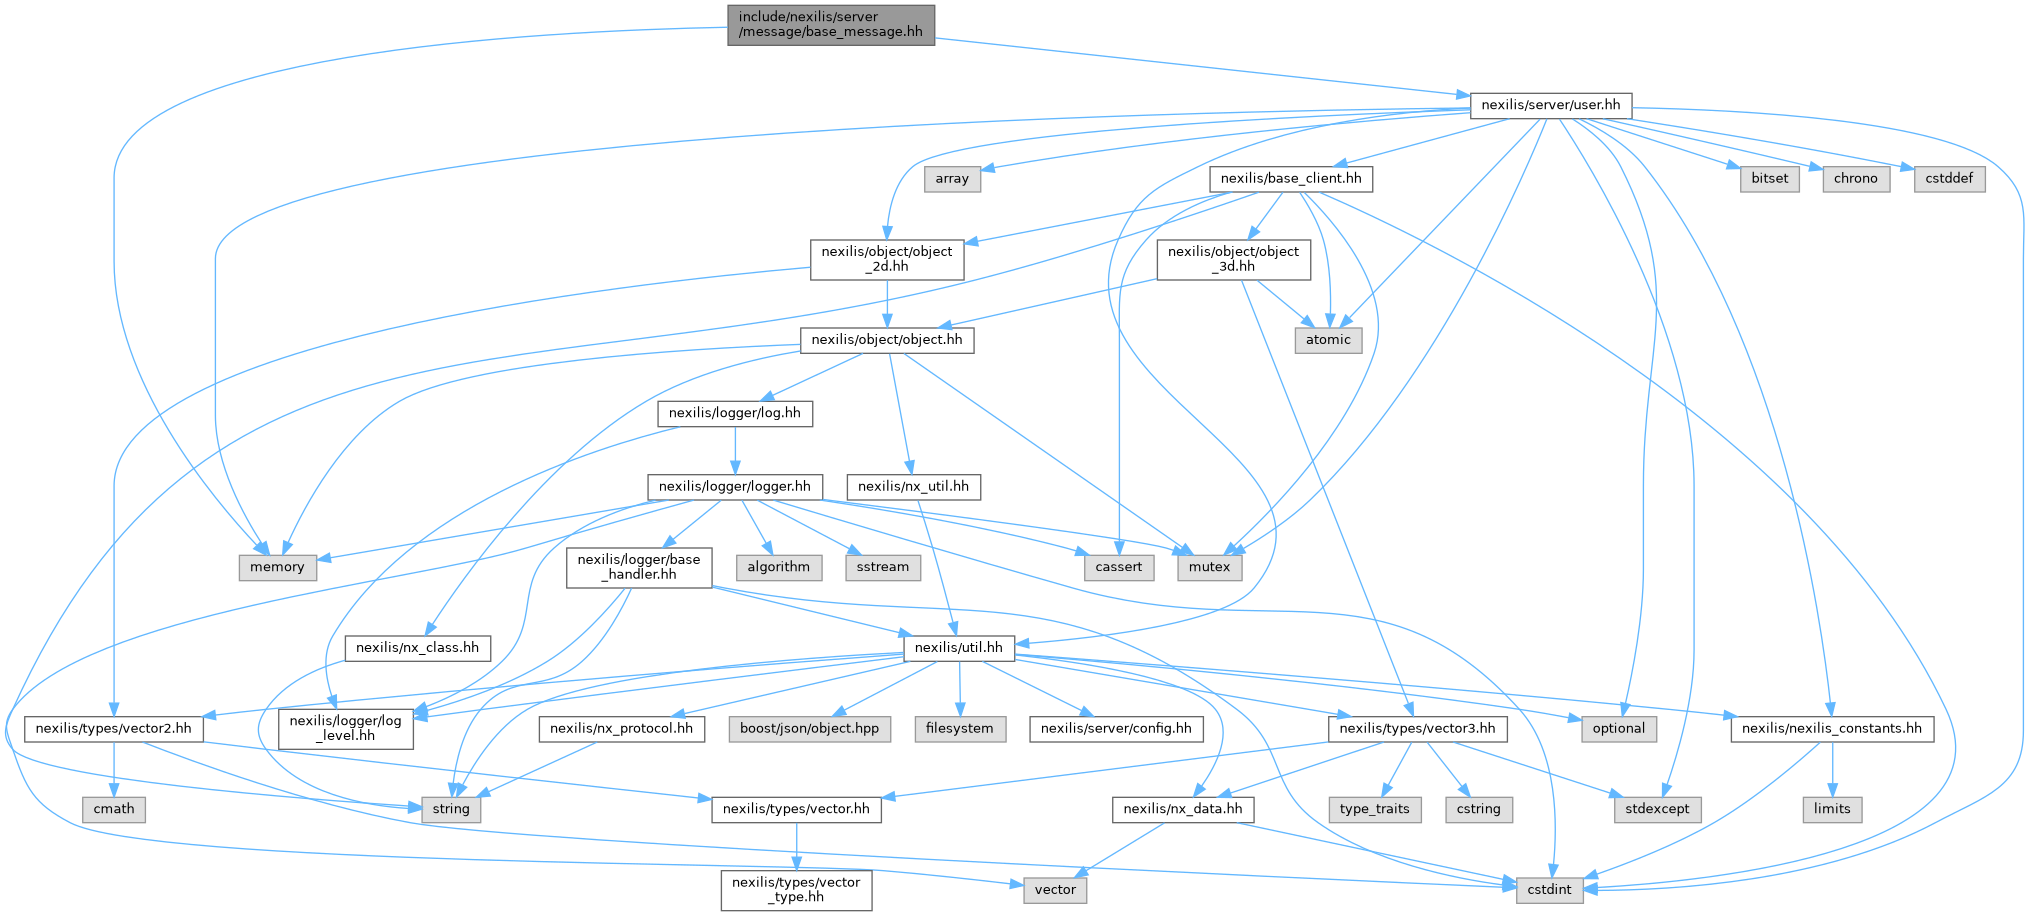 include/nexilis/server
/message/base_message.hh
nexilis/server/user.hh
array
nexilis/base_client.hh
bitset
chrono
cstddef
nexilis/object/object
_2d.hh
nexilis/object/object
_3d.hh
nexilis/object/object.hh
atomic
nexilis/logger/log.hh
nexilis/logger/logger.hh
nexilis/nx_util.hh
memory
nexilis/logger/base
_handler.hh
algorithm
sstream
cassert
mutex
nexilis/nx_class.hh
nexilis/util.hh
nexilis/types/vector2.hh
nexilis/logger/log
_level.hh
nexilis/nx_protocol.hh
boost/json/object.hpp
filesystem
nexilis/server/config.hh
nexilis/types/vector3.hh
optional
nexilis/nexilis_constants.hh
cmath
string
nexilis/types/vector.hh
nexilis/nx_data.hh
type_traits
cstring
stdexcept
limits
nexilis/types/vector
_type.hh
vector
cstdint